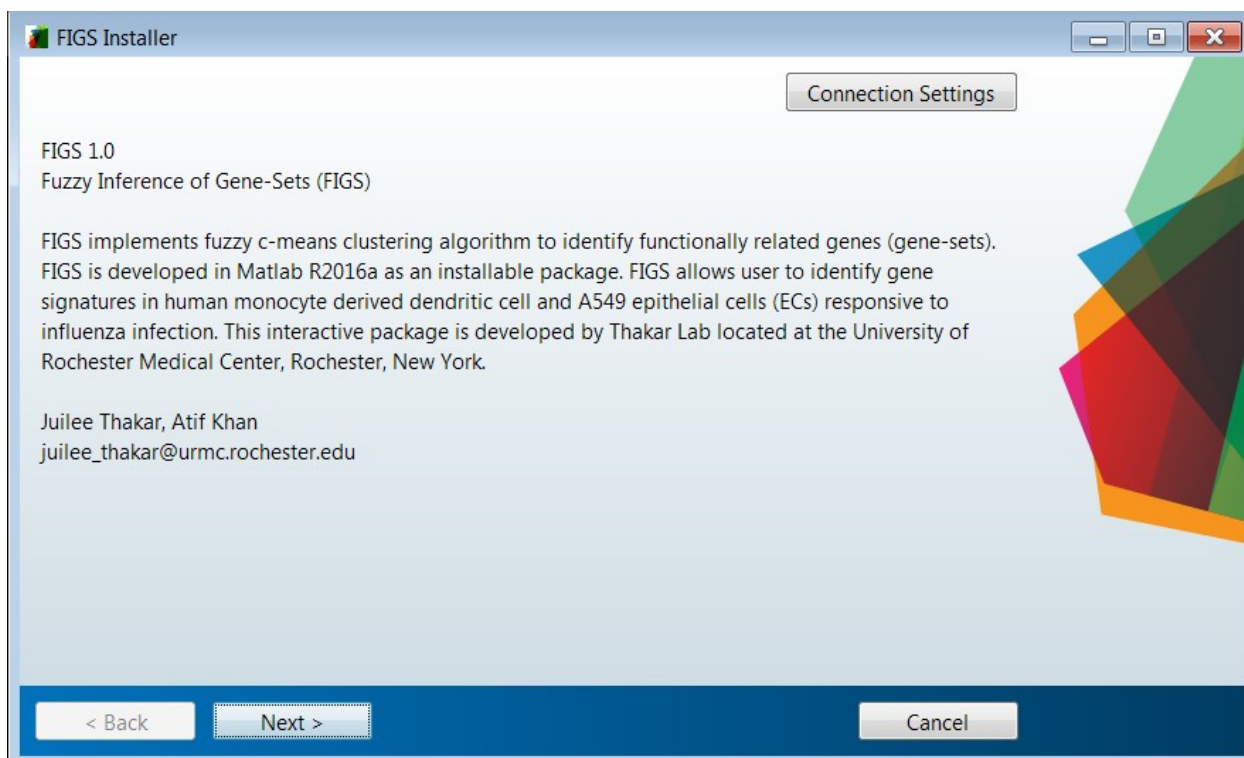 FIGS Installer
Connection Settings
FIGS 1.0
Fuzzy Inference of Gene-Sets (FIGS)
FIGS implements fuzzy c-means clustering algorithm to identify functionally related genes (gene-sets).
FIGS is developed in Matlab R2016a as an installable package. FIGS allows user to identify gene
signatures in human monocyte derived dendritic cell and A549 epithelial cells (ECs) responsive to
influenza infection. This interactive package is developed by Thakar Lab located at the University of
Rochester Medical Center, Rochester, New York.
Juilee Thakar, Atif Khan
juilee_thakar@urmc.rochester.edu
< Back
Next >
Cancel